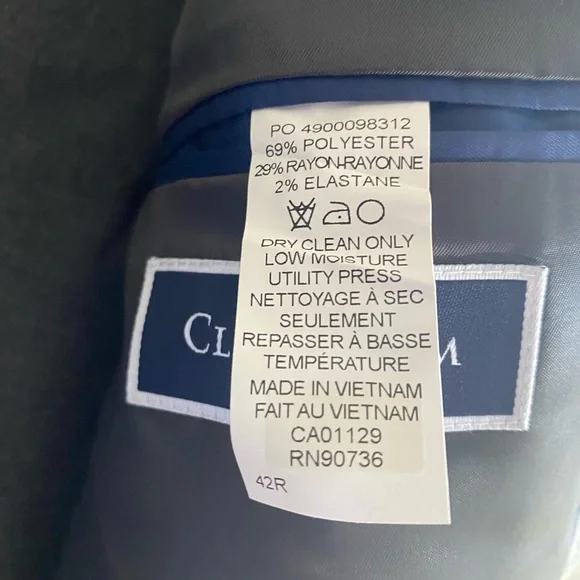 PO 4900098312
69% POLYESTER
29% RAYON-RAYONNE
2% ELASTANE
DRY CLEAN ONLY
LOW MOISTURE
UTILITY PRESS
NETTOYAGE À SEC
SEULEMENT
REPASSER À BASSE
TEMPÉRATURE
MADE IN VIETNAM
FAIT AU VIETNAM
CA01129
RN90736
42R
CL
M